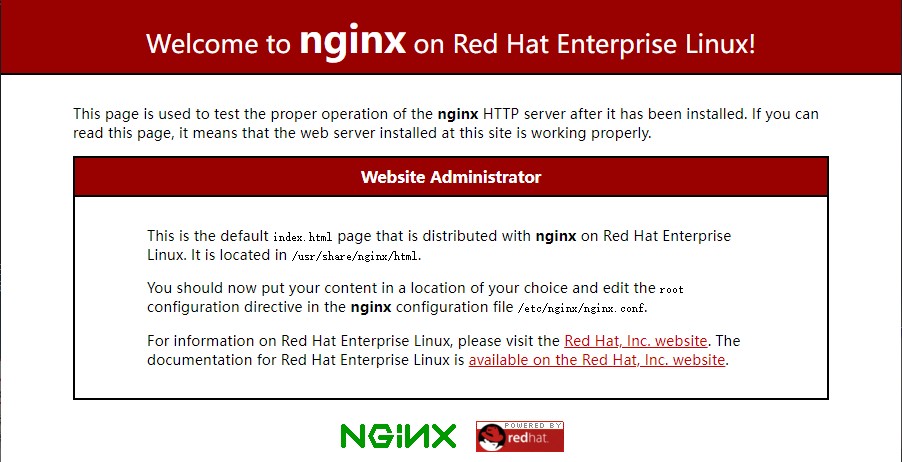 Welcome to nginx on Red Hat Enterprise Linux!
This page is used to test the proper operation of the nginx HTTP server after it has been installed. If you can
read this page, it means that the web server installed at this site is working properly.
Website Administrator
This is the default index.html page that is distributed with nginx on Red Hat Enterprise
Linux. It is located in /usr/share/nginx/html.
You should now put your content in a location of your choice and edit the root
configuration directive in the nginx configuration file /etc/nginx/nginx.conf.
For information on Red Hat Enterprise Linux, please visit the Red Hat, Inc. website. The
documentation for Red Hat Enterprise Linux is available on the Red Hat, Inc. website.
NGiNX
POWERED BY
redhat.